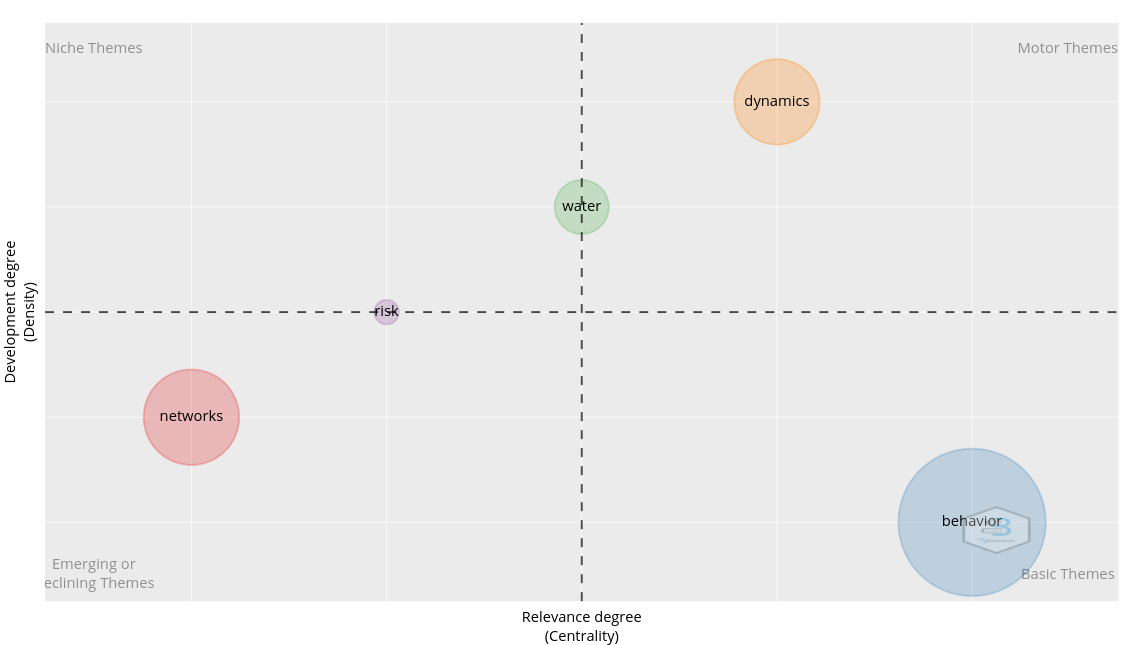 Niche Themes
Motor Themes
dynamics
water
risk
networks
behavior
Emerging or
eclining Themes
Basic Themes
Development degree
(Density)
Relevance degree
(Centrality)